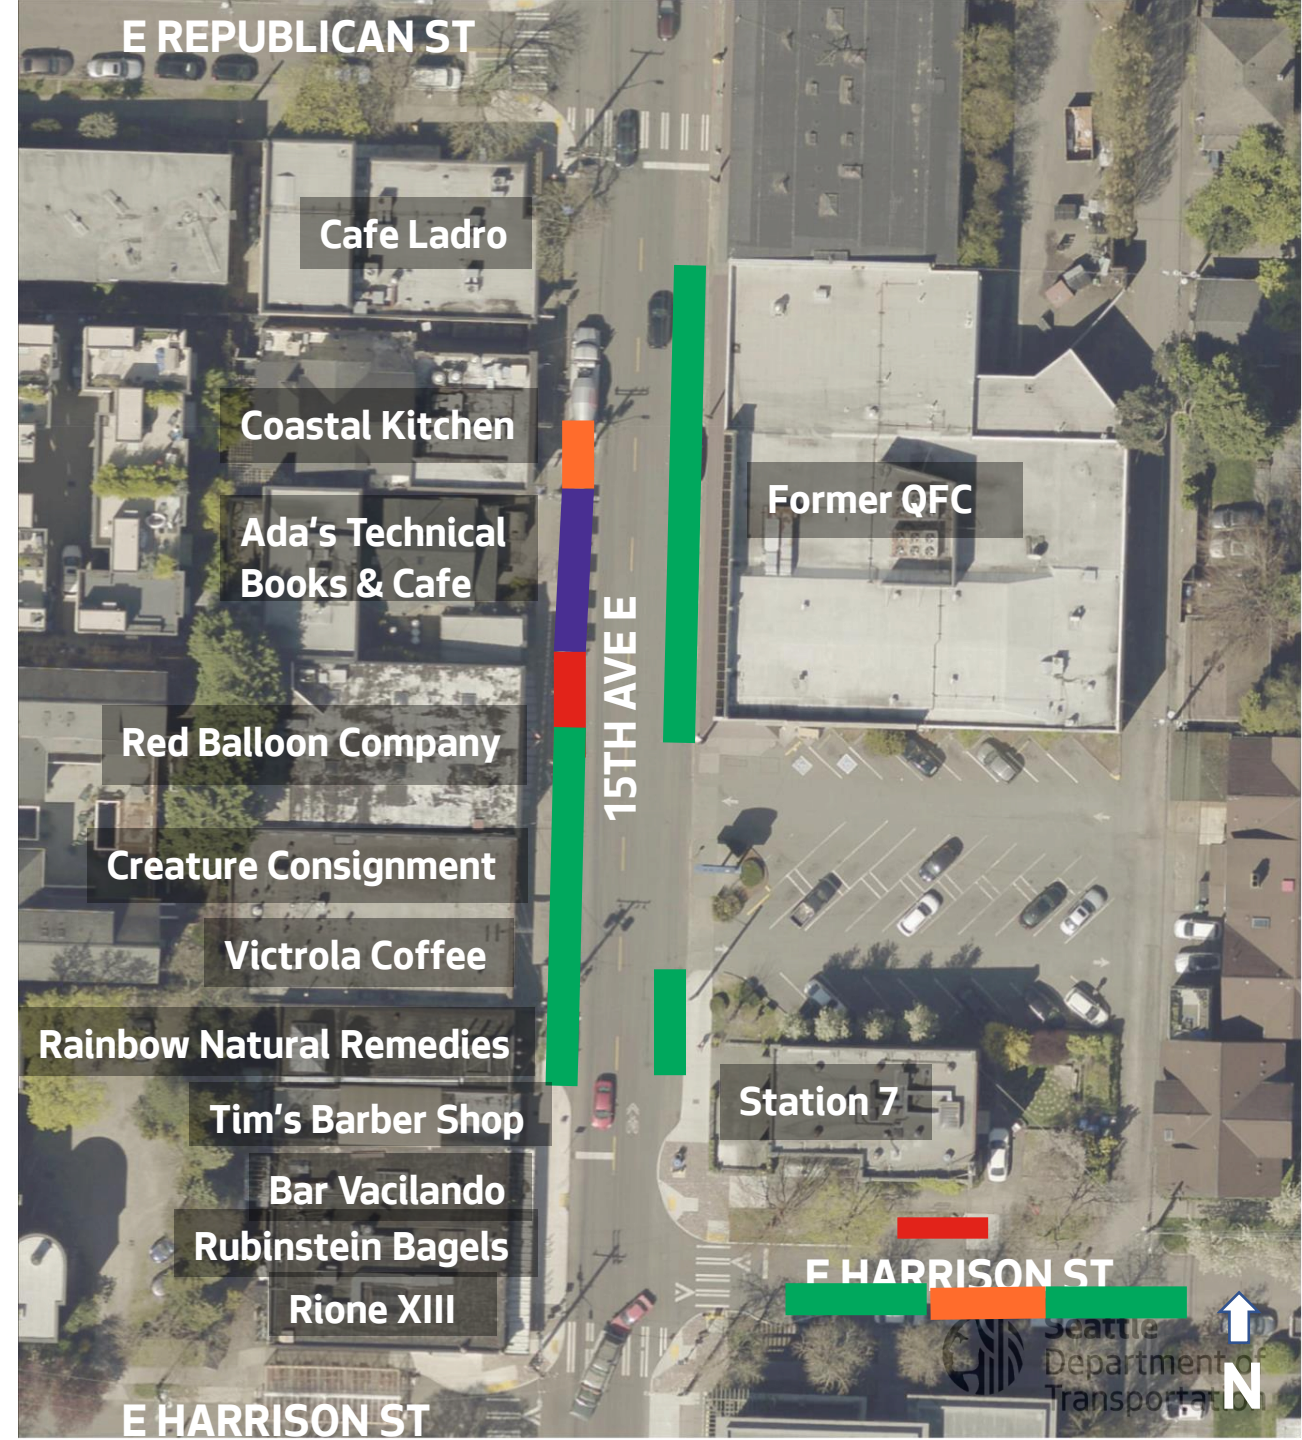 E REPUBLICAN ST
Cafe Ladro
Coastal Kitchen
Former QFC
Ada's Technical
Books & Cafe
15TH AVE E
Red Balloon Company
Creature Consignment
Victrola Coffee
Rainbow Natural Remedies
Station 7
Tim's Barber Shop
Bar Vacilando
Rubinstein Bagels
E HARRISON ST
Rione XIII
Seattle
Department of
Transportation
N
E HARRISON ST